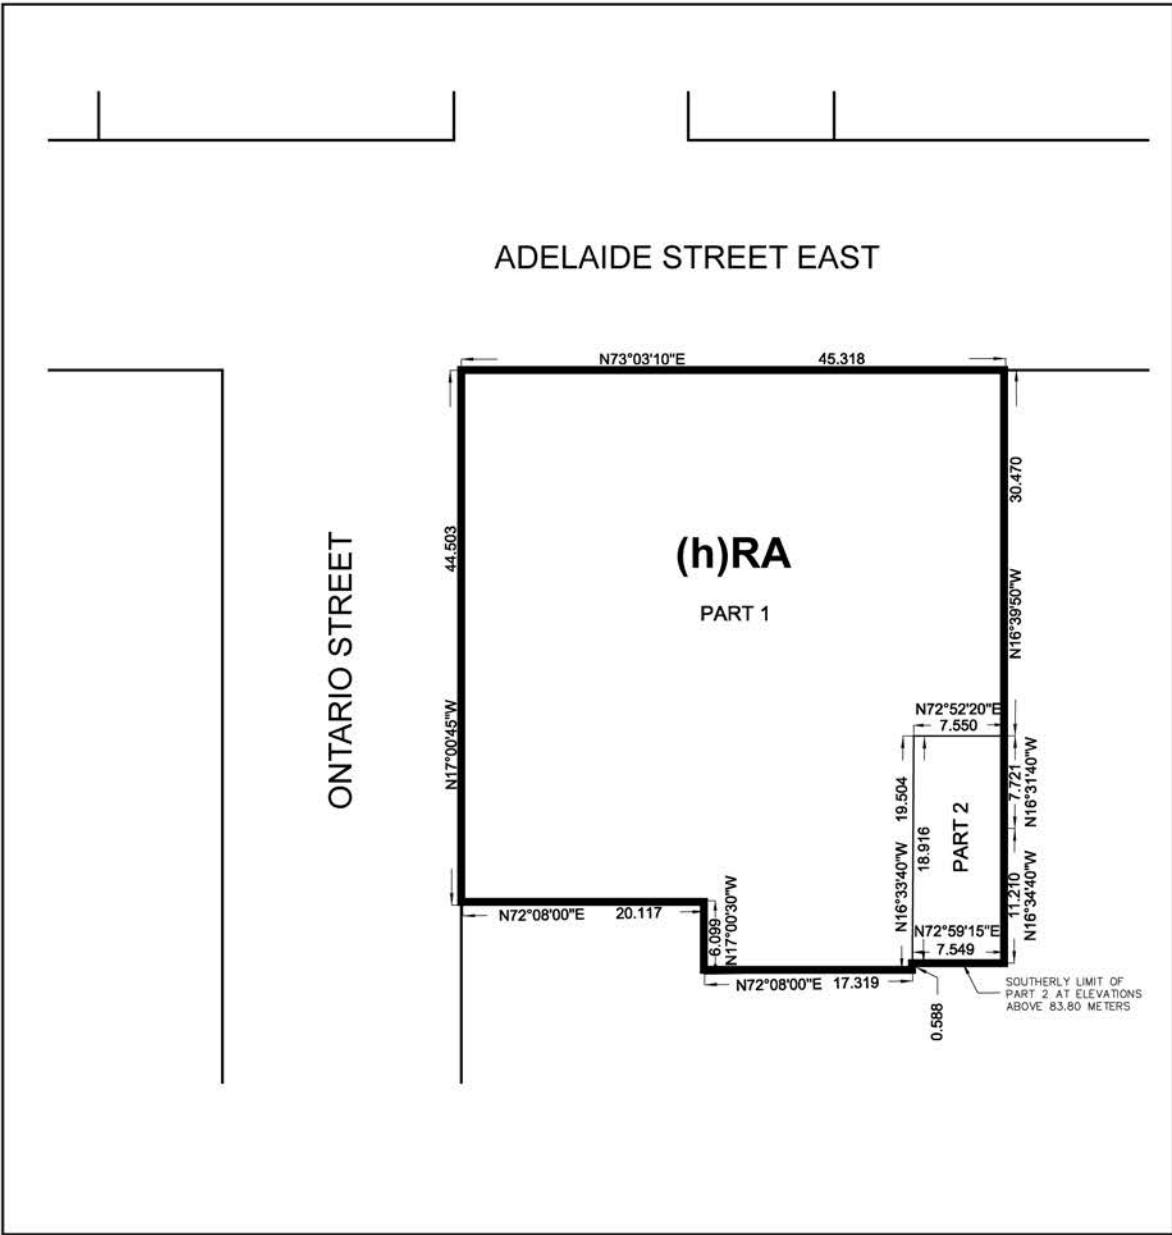 ADELAIDE STREET EAST
N73°03'10"E 45.318
44.503
N17°00'45"W
ONTARIO STREET
(h)RA
PART 1
30.470
N16°39'50"W
N72°52'20"E
7.550
7.721
N16°31'40"W
19.504
N16°33'40"W
18.916
PART 2
11.210
N16°34'40"W
N72°59'15"E
7.549
N72°08'00"E 20.117
6.099
N17°00'30"W
N72°08'00"E 17.319
0.588
SOUTHERLY LIMIT OF
PART 2 AT ELEVATIONS
ABOVE 83.80 METERS